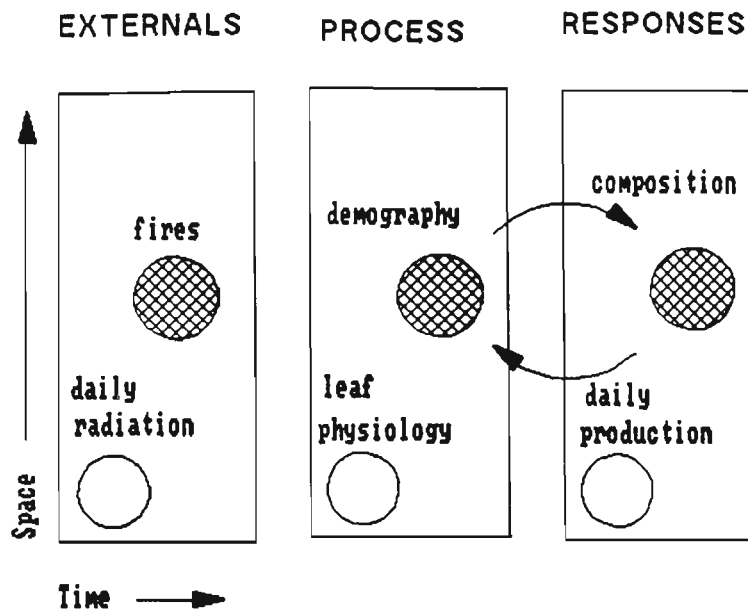 EXTERNALS
PROCESS
RESPONSES
fires
daily
radiation
demography
leaf
physiology
composition
daily
production
Space
Time